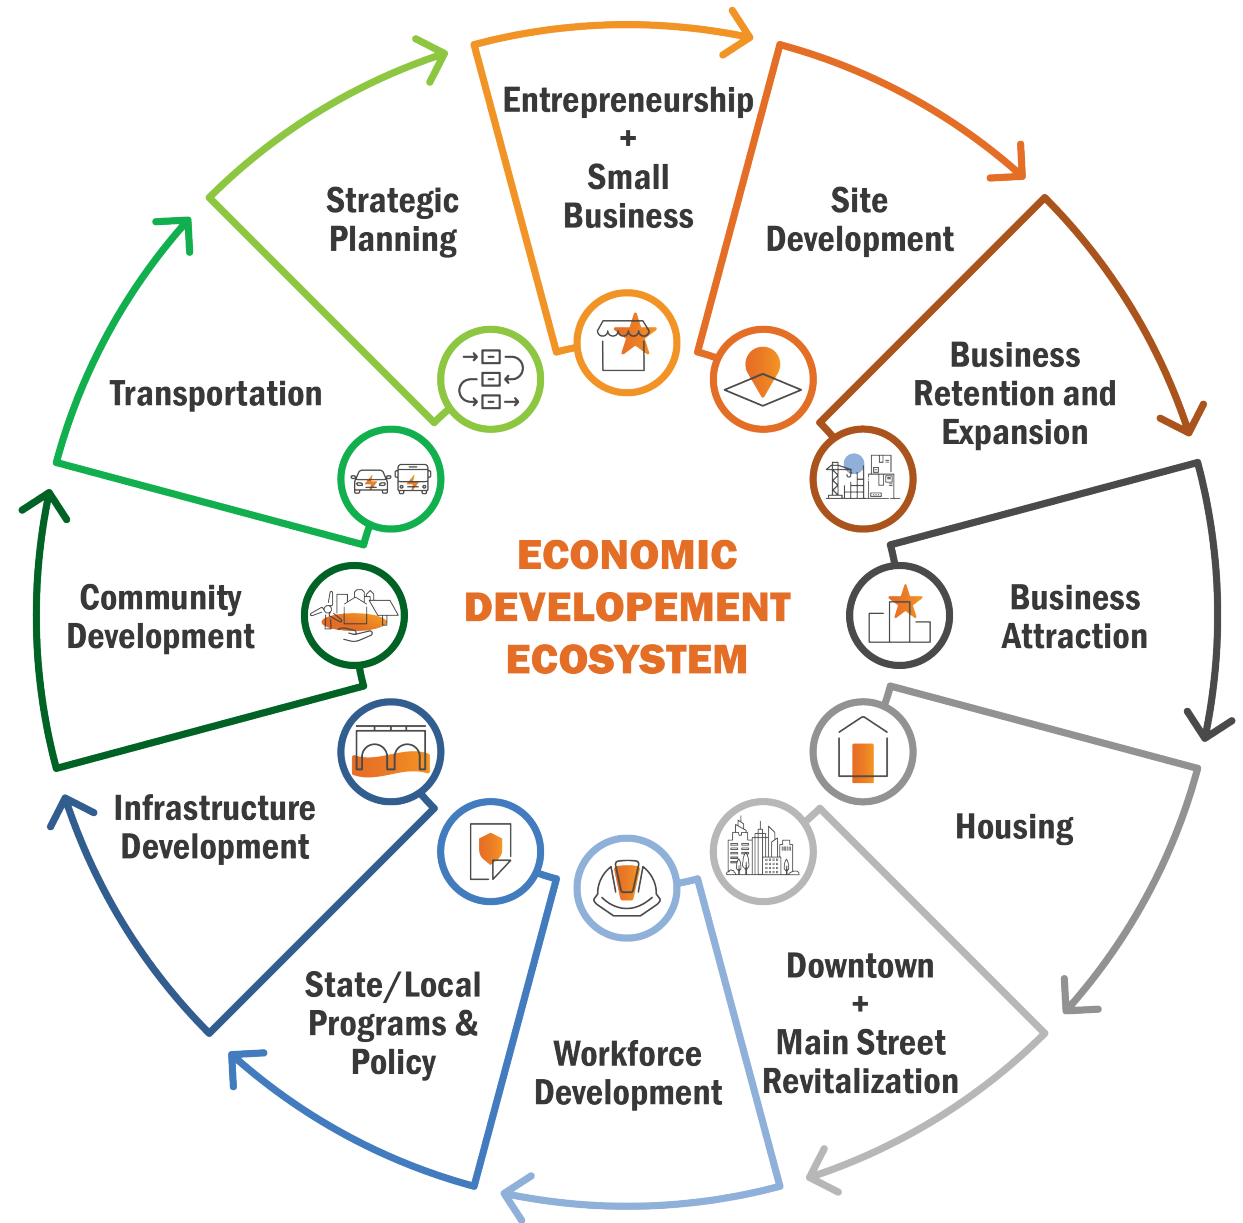 Entrepreneurship
+
Small
Business
Site
Development
Business
Retention and
Expansion
Business
Attraction
Housing
Downtown
+
Main Street
Revitalization
Workforce
Development
State/Local
Programs &
Policy
Infrastructure
Development
Community
Development
Transportation
Strategic
Planning
ECONOMIC
DEVELOPEMENT
ECOSYSTEM